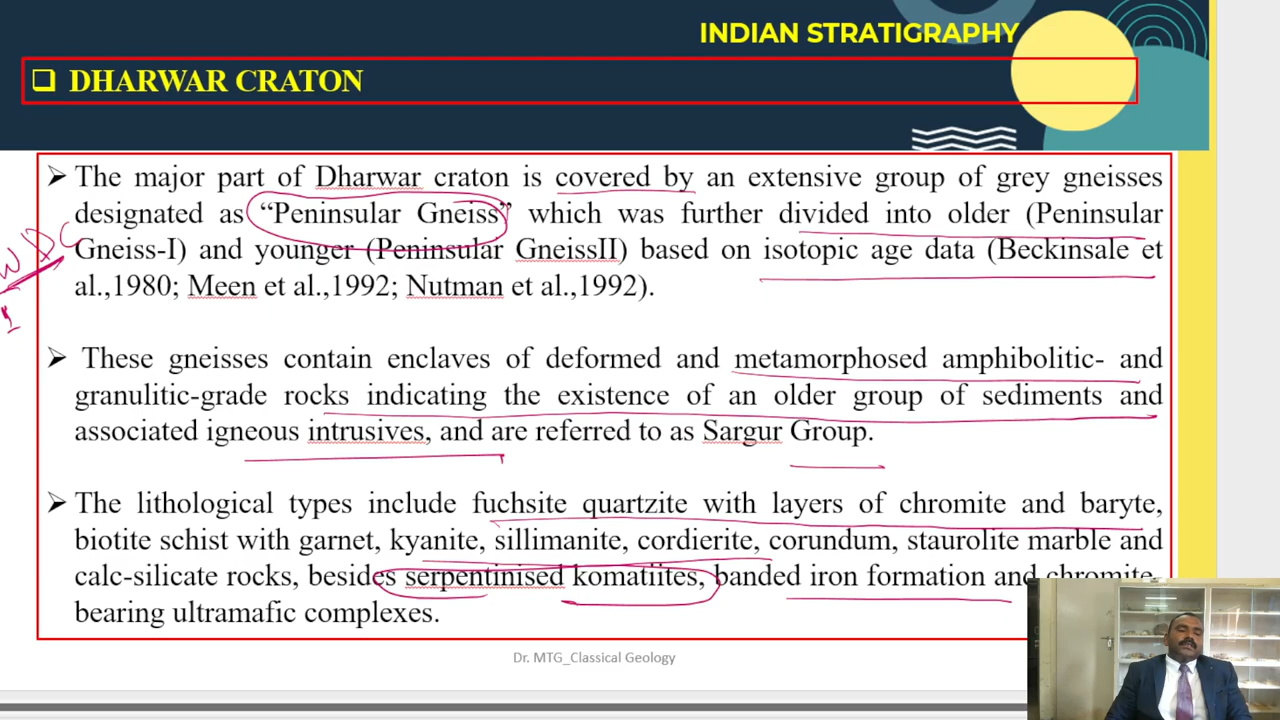 INDIAN STRATIGRAPHY
❑ DHARWAR CRATON
➢ The major part of Dharwar craton is covered by an extensive group of grey gneisses
designated as “Peninsular Gneiss” which was further divided into older (Peninsular
Gneiss-I) and younger (Peninsular GneissII) based on isotopic age data (Beckinsale et
al.,1980; Meen et al.,1992; Nutman et al.,1992).
➢ These gneisses contain enclaves of deformed and metamorphosed amphibolitic- and
granulitic-grade rocks indicating the existence of an older group of sediments and
associated igneous intrusives, and are referred to as Sargur Group.
➢ The lithological types include fuchsite quartzite with layers of chromite and baryte,
biotite schist with garnet, kyanite, sillimanite, cordierite, corundum, staurolite marble and
calc-silicate rocks, besides serpentinised komatiites, banded iron formation and chromite-
bearing ultramafic complexes.
Dr. MTG_Classical Geology